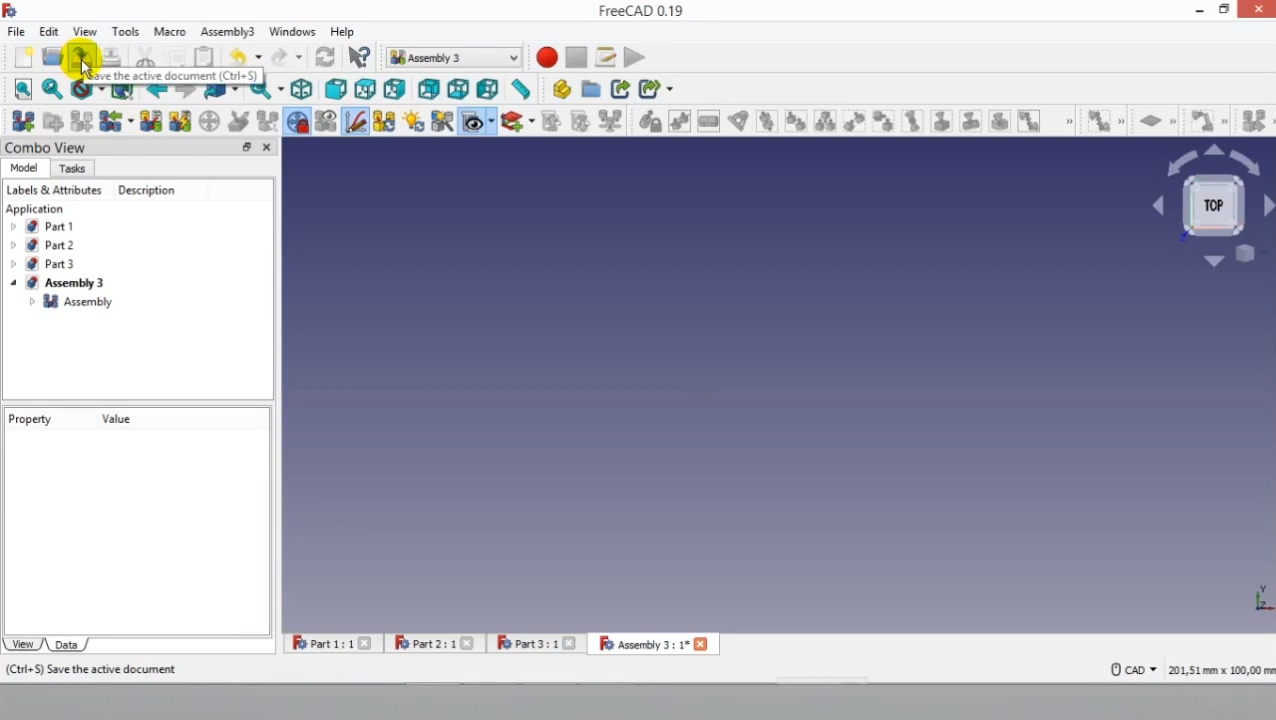 FreeCAD 0.19
File Edit View Tools Macro Assembly3 Windows Help
Assembly 3
Save the active document (Ctrl+S)
Combo View
Model Tasks
Labels & Attributes Description
Application
Part 1
Part 2
Part 3
Assembly 3
Assembly
TOP
Z
Property Value
Y
Z
View Data
Part 1 : 1 Part 2 : 1 Part 3 : 1 Assembly 3 : 1*
(Ctrl+S) Save the active document
CAD 201,51 mm x 100,00 mm